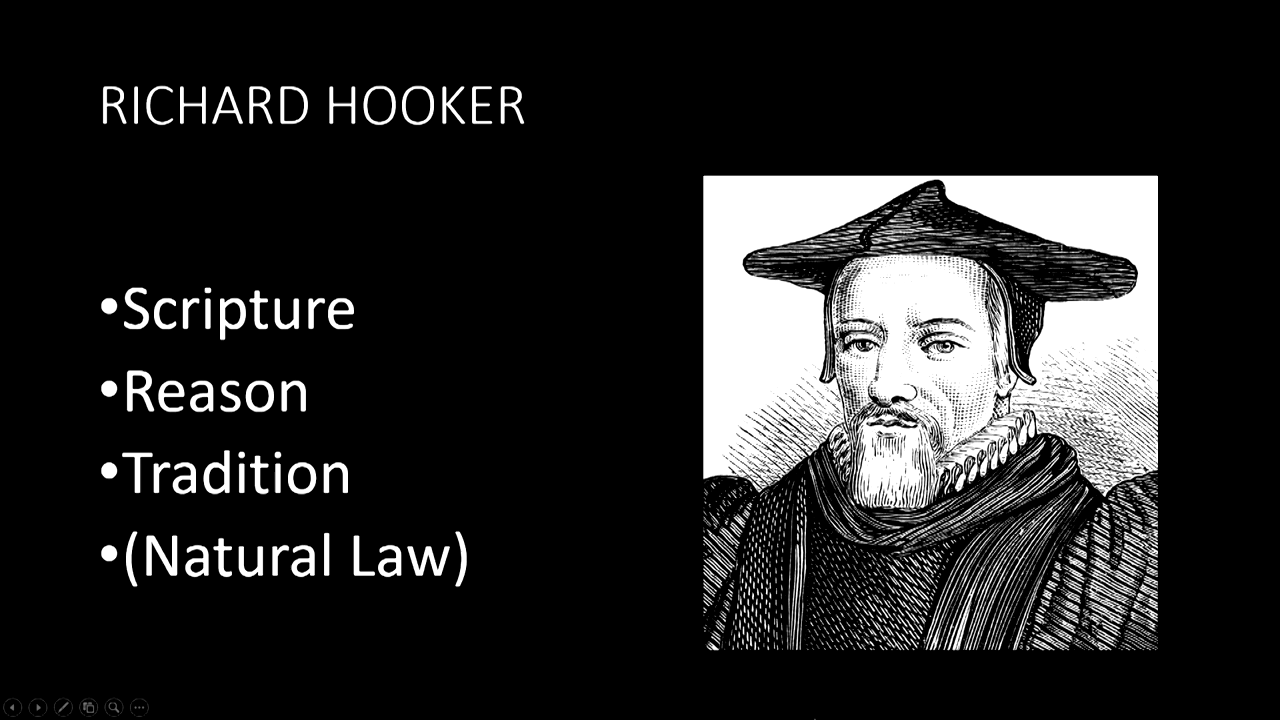 RICHARD HOOKER
•Scripture
•Reason
•Tradition
•(Natural Law)